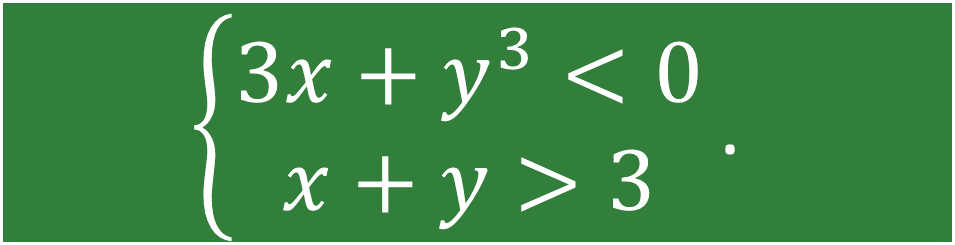 3x + y³ < 0
x + y > 3
.